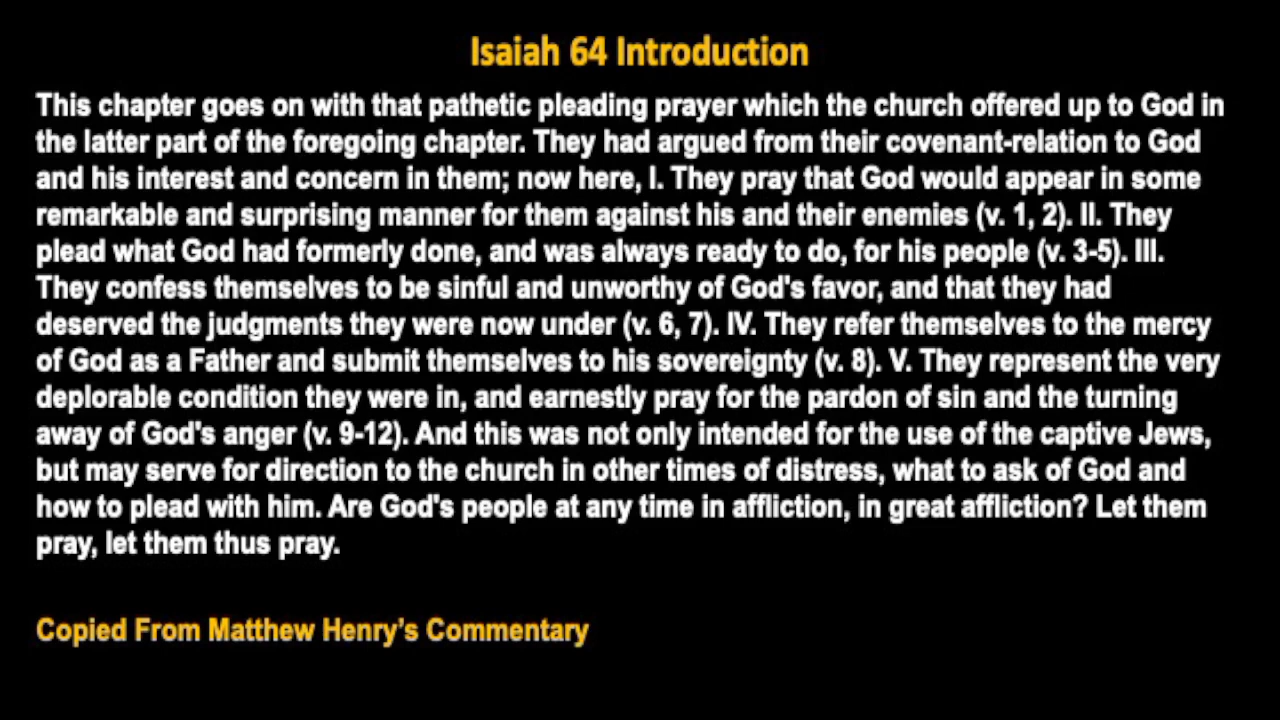 Isaiah 64 Introduction
This chapter goes on with that pathetic pleading prayer which the church offered up to God in
the latter part of the foregoing chapter. They had argued from their covenant-relation to God
and his interest and concern in them; now here, I. They pray that God would appear in some
remarkable and surprising manner for them against his and their enemies (v. 1, 2). II. They
plead what God had formerly done, and was always ready to do, for his people (v. 3-5). III.
They confess themselves to be sinful and unworthy of God's favor, and that they had
deserved the judgments they were now under (v. 6, 7). IV. They refer themselves to the mercy
of God as a Father and submit themselves to his sovereignty (v. 8). V. They represent the very
deplorable condition they were in, and earnestly pray for the pardon of sin and the turning
away of God's anger (v. 9-12). And this was not only intended for the use of the captive Jews,
but may serve for direction to the church in other times of distress, what to ask of God and
how to plead with him. Are God's people at any time in affliction, in great affliction? Let them
pray, let them thus pray.
Copied From Matthew Henry’s Commentary